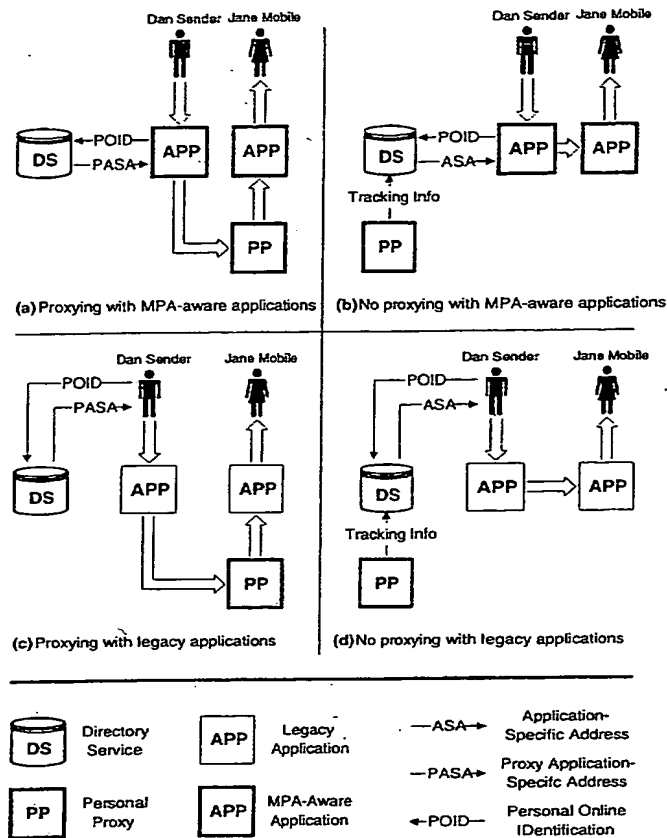 Dan Sender Jane Mobile
POID
PASA
DS
APP
APP
PP
(a) Proxying with MPA-aware applications
Dan Sender Jane Mobile
POID
ASA
DS
APP
APP
Tracking Info
PP
(b) No proxying with MPA-aware applications
Dan Sender
Jane Mobile
POID
PASA
DS
APP
APP
PP
(c) Proxying with legacy applications
Dan Sender
Jane Mobile
POID
ASA
DS
APP
APP
Tracking Info
PP
(d) No proxying with legacy applications
DS
Directory
Service
APP
Legacy
Application
ASA
Application-
Specific Address
PASA
Proxy Application-
Specifc Address
PP
Personal
Proxy
APP
MPA-Aware
Application
POID
Personal Online
IDentification